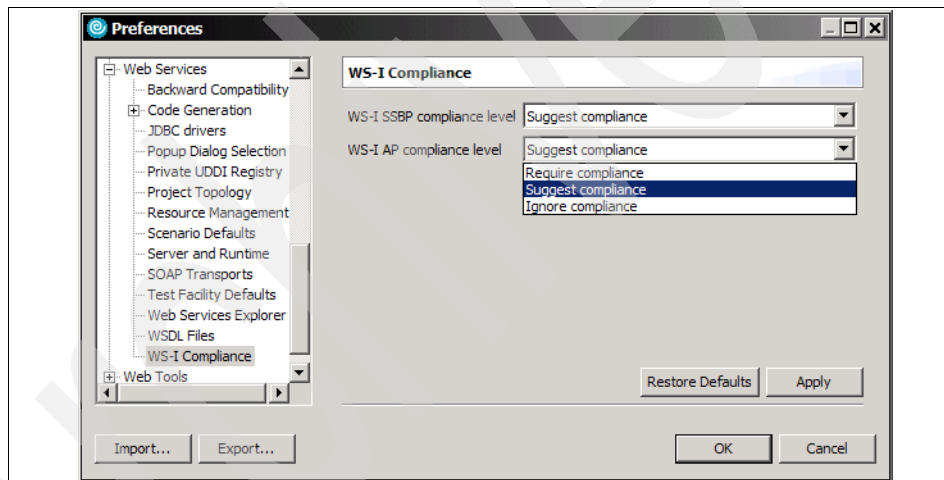 Preferences
Web Services
Backward Compatibility
Code Generation
JDBC drivers
Popup Dialog Selection
Private UDDI Registry
Project Topology
Resource Management
Scenario Defaults
Server and Runtime
SOAP Transports
Test Facility Defaults
Web Services Explorer
WSDL Files
WS-I Compliance
Web Tools
WS-I Compliance
WS-I SSBP compliance level Suggest compliance
WS-I AP compliance level Suggest compliance
Require compliance
Suggest compliance
Ignore compliance
Restore Defaults Apply
Import... Export... OK Cancel